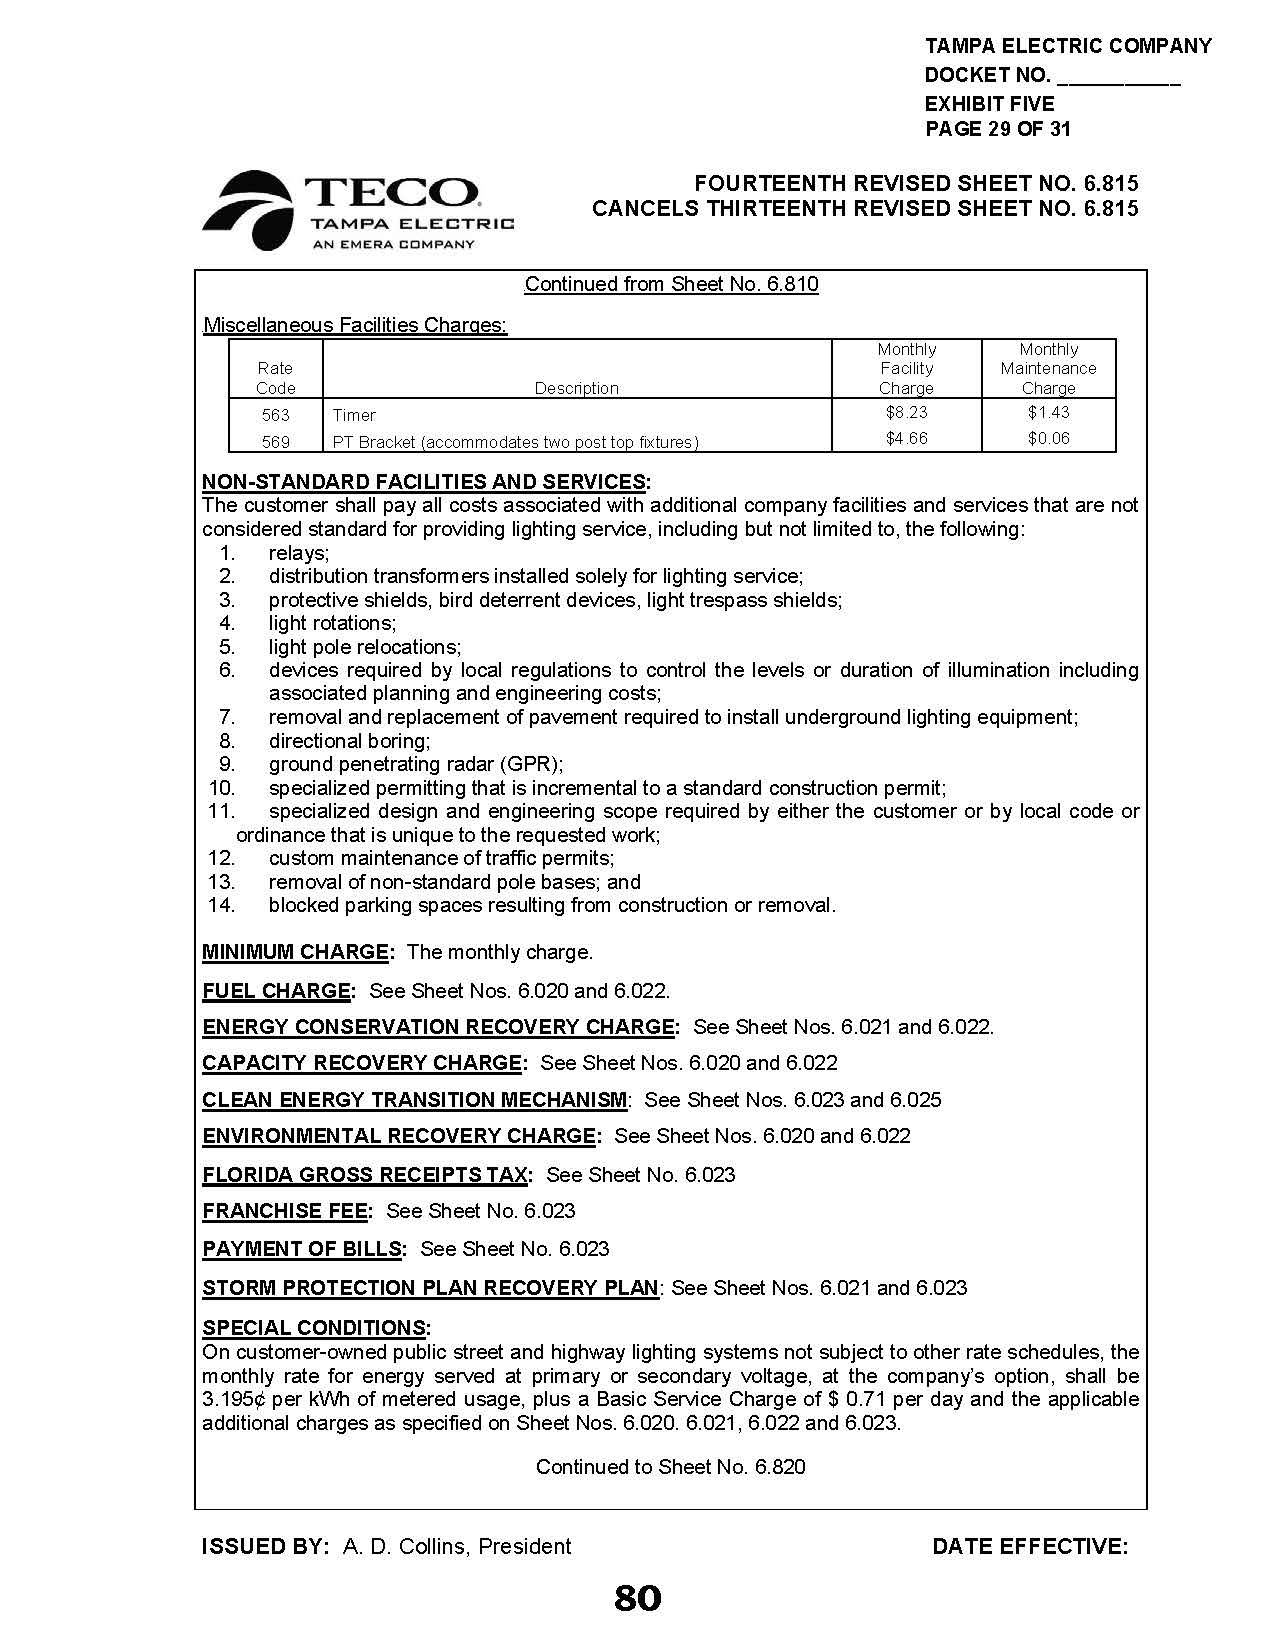 TAMPA ELECTRIC COMPANY
DOCKET NO. ___________
EXHIBIT FIVE
PAGE 29 OF 31
TECO.
TAMPA ELECTRIC
AN EMERA COMPANY
FOURTEENTH REVISED SHEET NO. 6.815
CANCELS THIRTEENTH REVISED SHEET NO. 6.815
Continued from Sheet No. 6.810
Miscellaneous Facilities Charges:
Rate Code Description Monthly Facility Charge Monthly Maintenance Charge
563 Timer $8.23 $1.43
569 PT Bracket (accommodates two post top fixtures) $4.66 $0.06
NON-STANDARD FACILITIES AND SERVICES:
The customer shall pay all costs associated with additional company facilities and services that are not
considered standard for providing lighting service, including but not limited to, the following:
1. relays;
2. distribution transformers installed solely for lighting service;
3. protective shields, bird deterrent devices, light trespass shields;
4. light rotations;
5. light pole relocations;
6. devices required by local regulations to control the levels or duration of illumination including
associated planning and engineering costs;
7. removal and replacement of pavement required to install underground lighting equipment;
8. directional boring;
9. ground penetrating radar (GPR);
10. specialized permitting that is incremental to a standard construction permit;
11. specialized design and engineering scope required by either the customer or by local code or
ordinance that is unique to the requested work;
12. custom maintenance of traffic permits;
13. removal of non-standard pole bases; and
14. blocked parking spaces resulting from construction or removal.
MINIMUM CHARGE: The monthly charge.
FUEL CHARGE: See Sheet Nos. 6.020 and 6.022.
ENERGY CONSERVATION RECOVERY CHARGE: See Sheet Nos. 6.021 and 6.022.
CAPACITY RECOVERY CHARGE: See Sheet Nos. 6.020 and 6.022
CLEAN ENERGY TRANSITION MECHANISM: See Sheet Nos. 6.023 and 6.025
ENVIRONMENTAL RECOVERY CHARGE: See Sheet Nos. 6.020 and 6.022
FLORIDA GROSS RECEIPTS TAX: See Sheet No. 6.023
FRANCHISE FEE: See Sheet No. 6.023
PAYMENT OF BILLS: See Sheet No. 6.023
STORM PROTECTION PLAN RECOVERY PLAN: See Sheet Nos. 6.021 and 6.023
SPECIAL CONDITIONS:
On customer-owned public street and highway lighting systems not subject to other rate schedules, the
monthly rate for energy served at primary or secondary voltage, at the company's option, shall be
3.195¢ per kWh of metered usage, plus a Basic Service Charge of $ 0.71 per day and the applicable
additional charges as specified on Sheet Nos. 6.020. 6.021, 6.022 and 6.023.
Continued to Sheet No. 6.820
ISSUED BY: A. D. Collins, President
DATE EFFECTIVE:
80